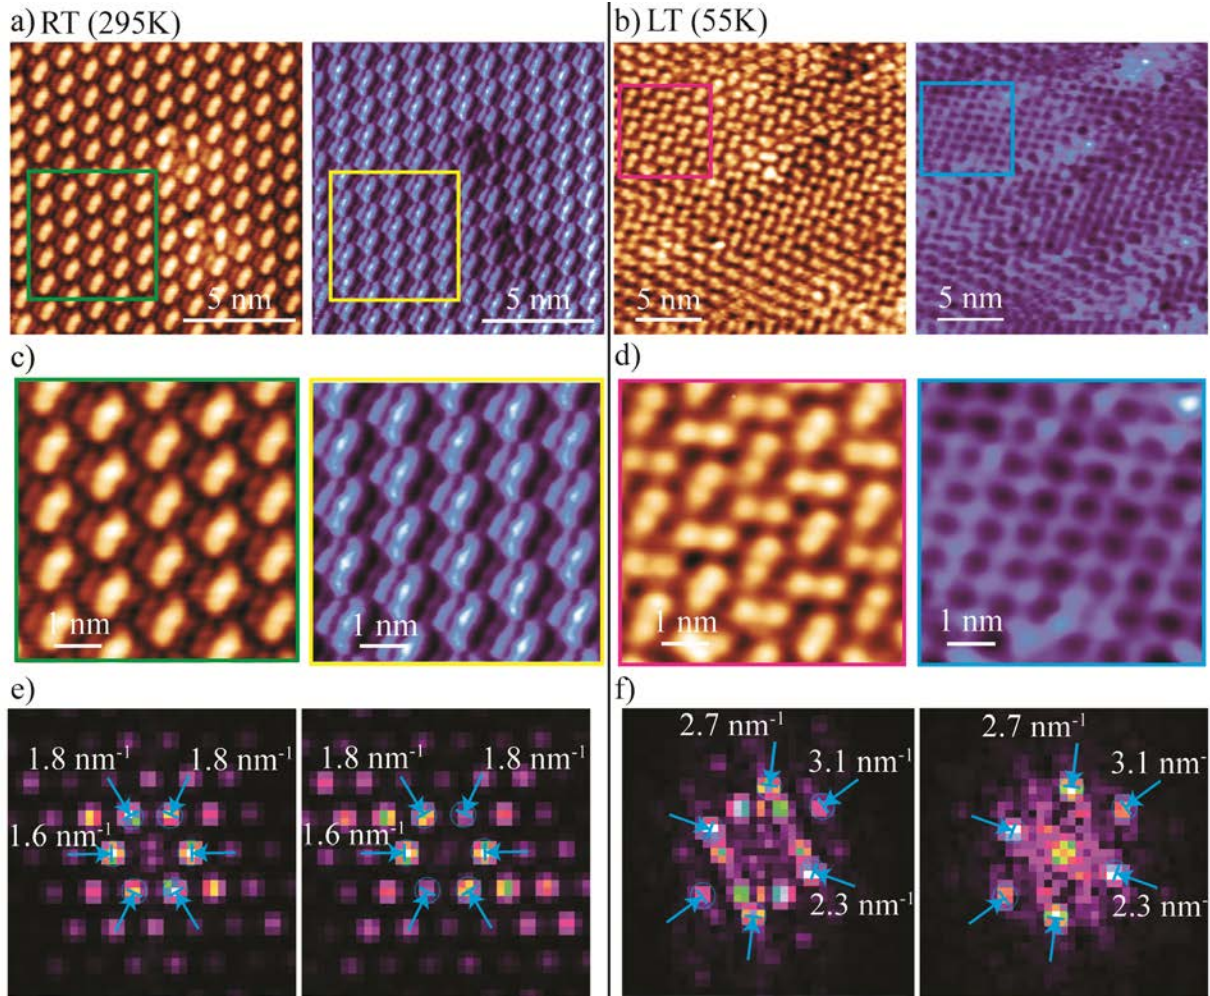 a) RT (295K)
b) LT (55K)
5 nm
5 nm
5 nm
5 nm
c)
d)
1 nm
1 nm
1 nm
1 nm
e)
f)
1.8 nm⁻¹
1.8 nm⁻¹
1.6 nm⁻¹
1.8 nm⁻¹
1.8 nm⁻¹
1.6 nm⁻¹
2.7 nm⁻¹
3.1 nm⁻¹
2.3 nm⁻¹
2.7 nm⁻¹
3.1 nm⁻
2.3 nm⁻